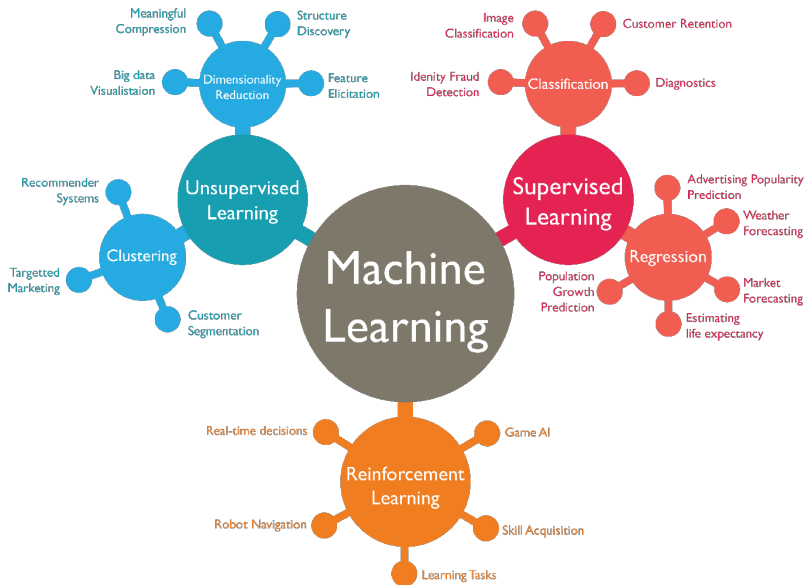 Meaningful
Compression
Structure
Discovery
Big data
Visualistaion
Dimensionality
Reduction
Feature
Elicitation
Unsupervised
Learning
Recommender
Systems
Clustering
Targetted
Marketing
Customer
Segmentation
Image
Classification
Customer Retention
Idenity Fraud
Detection
Classification
Diagnostics
Supervised
Learning
Advertising Popularity
Prediction
Weather
Forecasting
Regression
Population
Growth
Prediction
Market
Forecasting
Estimating
life expectancy
Machine
Learning
Real-time decisions
Game AI
Reinforcement
Learning
Robot Navigation
Skill Acquisition
Learning Tasks